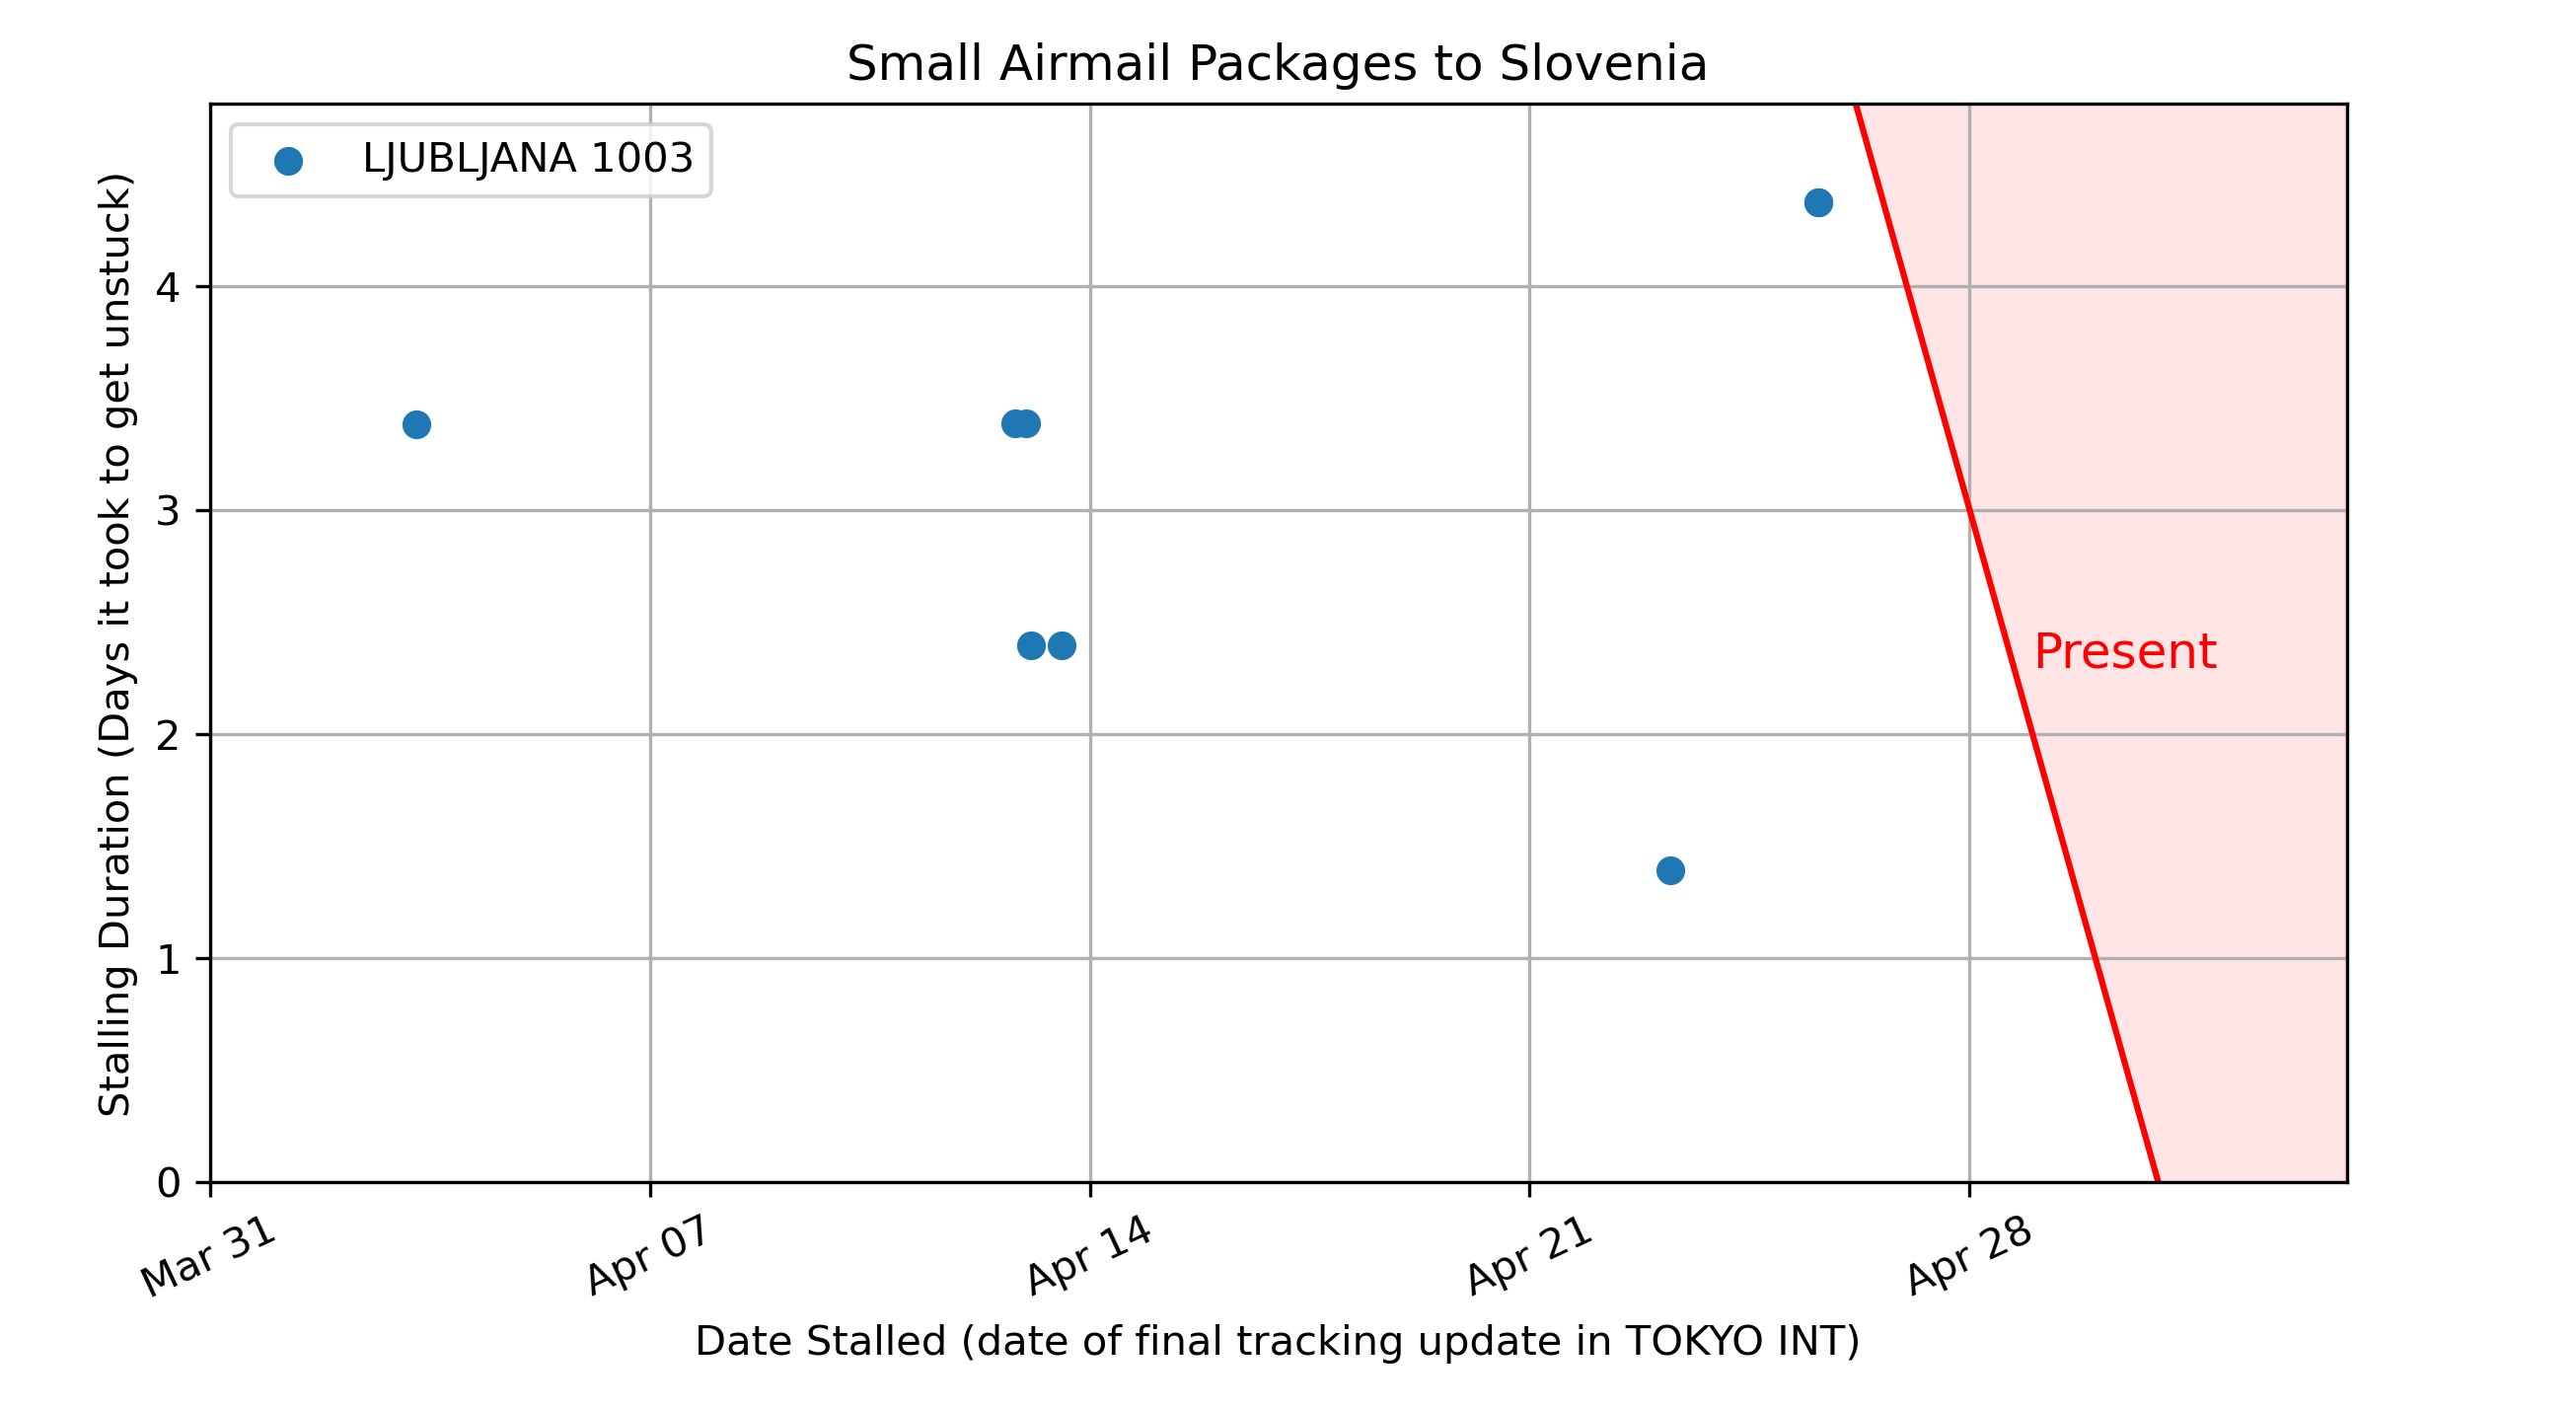 Small Airmail Packages to Slovenia
LJUBLJANA 1003
Stalling Duration (Days it took to get unstuck)
4
3
2
1
0
Present
Mar 31
Apr 07
Apr 14
Apr 21
Apr 28
Date Stalled (date of final tracking update in TOKYO INT)